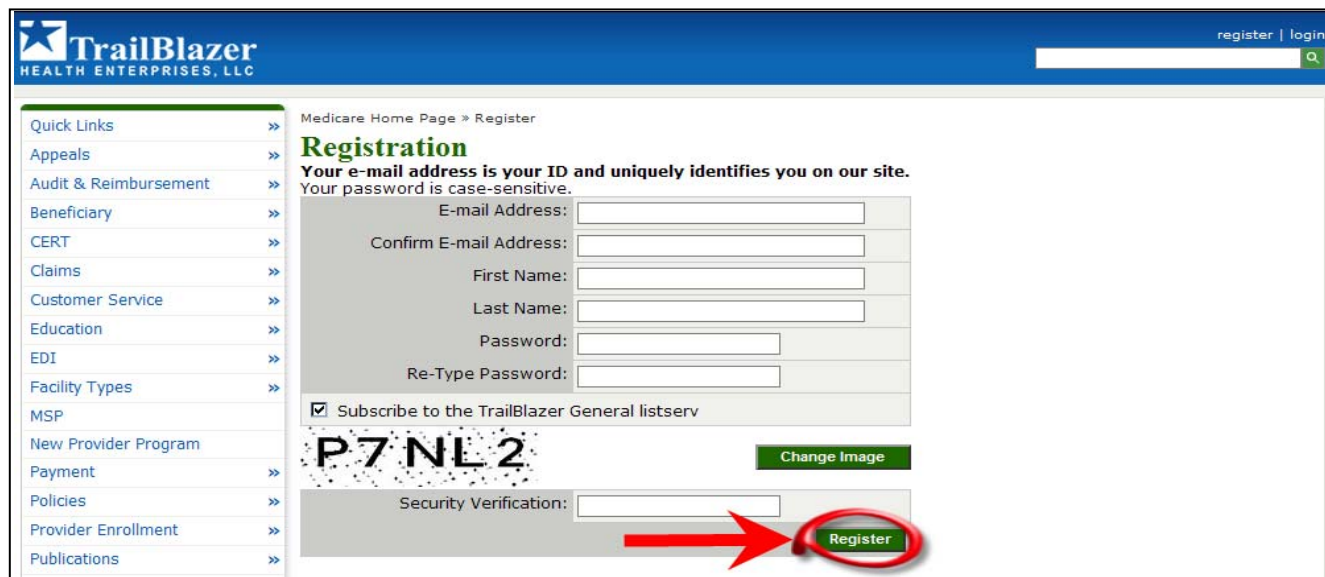 TrailBlazer
HEALTH ENTERPRISES, LLC
register | login
Quick Links »
Appeals »
Audit & Reimbursement »
Beneficiary »
CERT »
Claims »
Customer Service »
Education »
EDI »
Facility Types »
MSP
New Provider Program
Payment »
Policies »
Provider Enrollment »
Publications »
Medicare Home Page » Register
Registration
Your e-mail address is your ID and uniquely identifies you on our site.
Your password is case-sensitive.
E-mail Address:
Confirm E-mail Address:
First Name:
Last Name:
Password:
Re-Type Password:
Subscribe to the TrailBlazer General listserv
P7NL2
Change Image
Security Verification:
Register